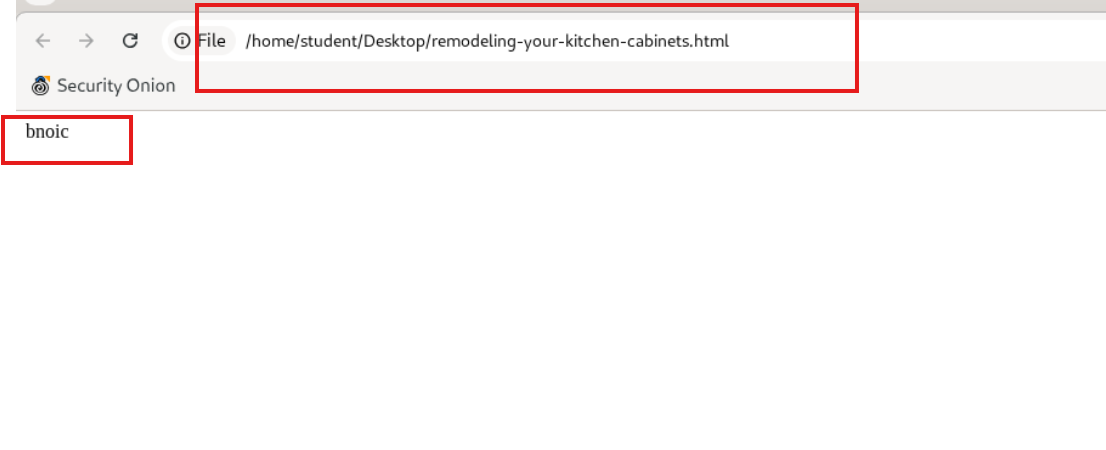 File /home/student/Desktop/remodeling-your-kitchen-cabinets.html
Security Onion
bnoic